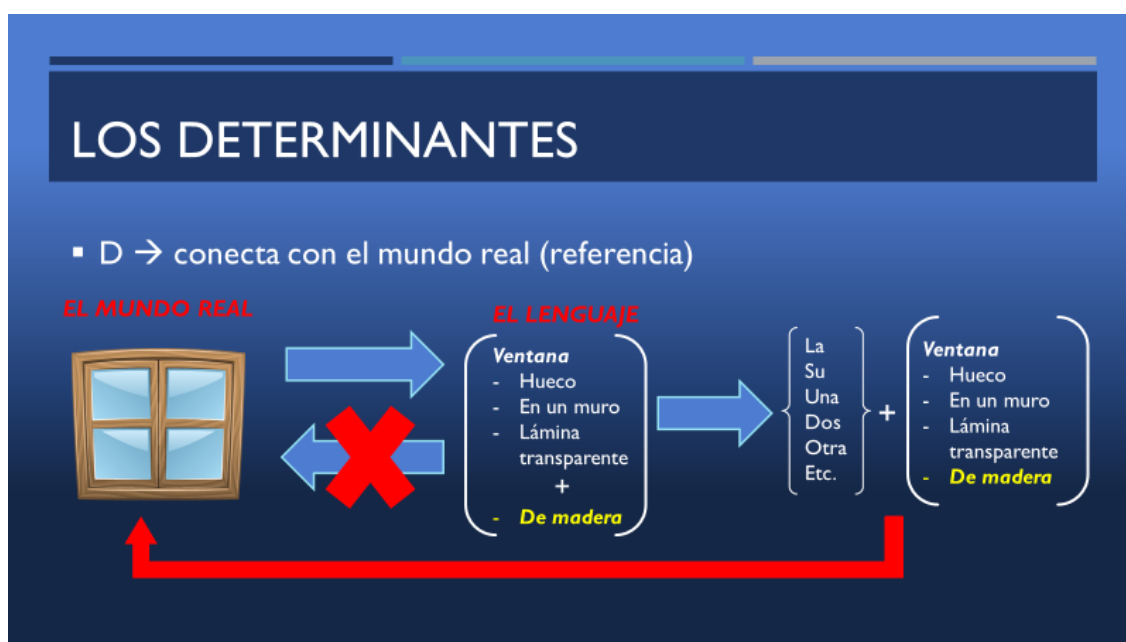 LOS DETERMINANTES
▪ D → conecta con el mundo real (referencia)
EL MUNDO REAL
EL LENGUAJE
Ventana
- Hueco
- En un muro
- Lámina
transparente
+
- De madera
La
Su
Una
Dos
Otra
Etc.
+
Ventana
- Hueco
- En un muro
- Lámina
transparente
- De madera